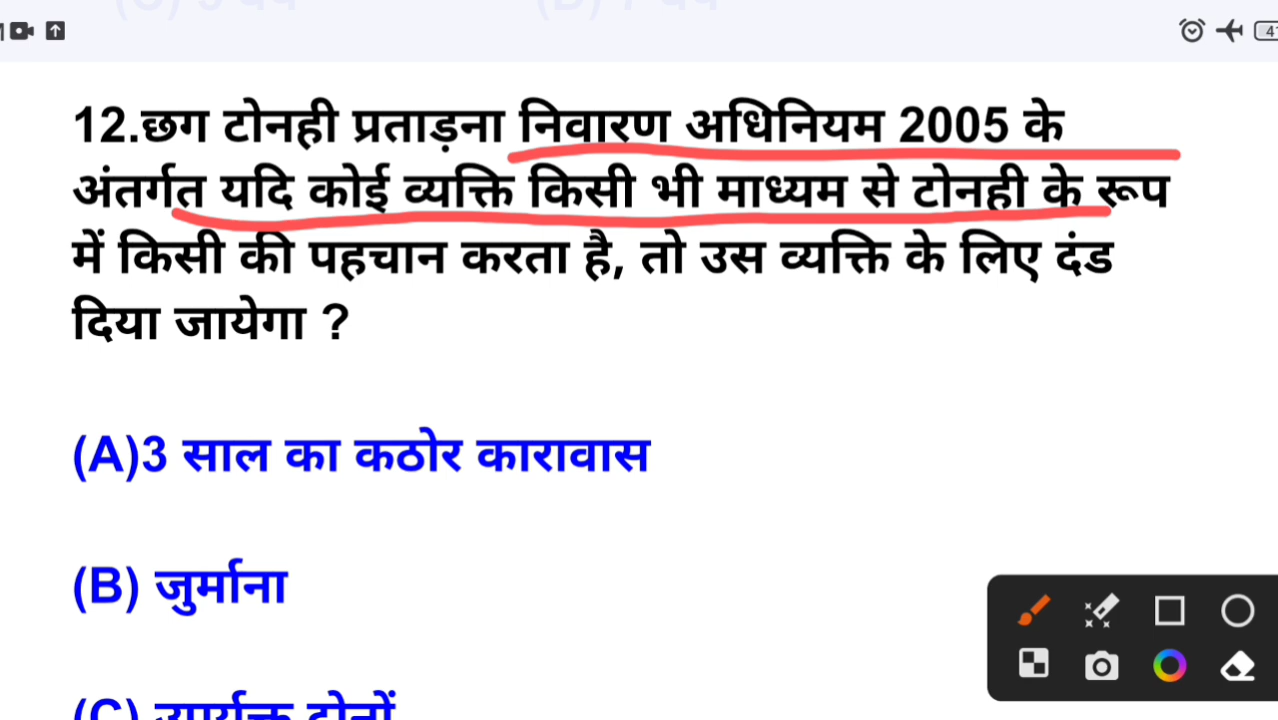 12.छग टोनही प्रताड़ना निवारण अधिनियम 2005 के
अंतर्गत यदि कोई व्यक्ति किसी भी माध्यम से टोनही के रूप
में किसी की पहचान करता है, तो उस व्यक्ति के लिए दंड
दिया जायेगा ?
(A)3 साल का कठोर कारावास
(B) जुर्माना
(C) उपर्युक्त दोनों